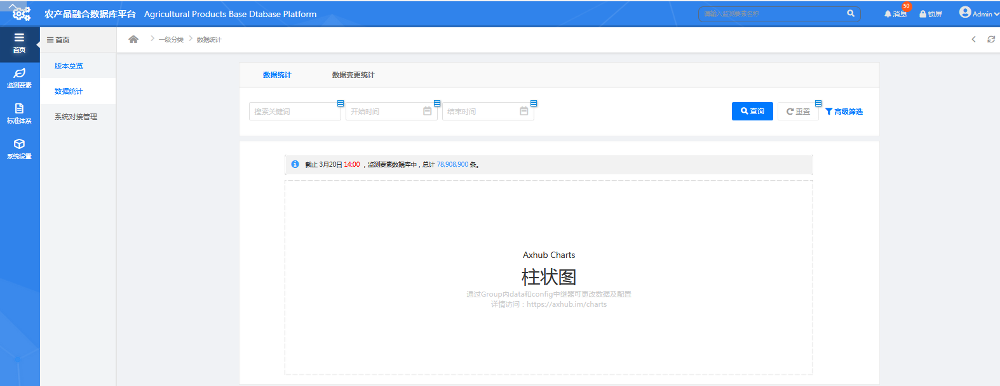 农产品融合数据库平台 Agricultural Products Base Dtabase Platform
请输入监测要素名称
消息 50
锁屏
Admin
首页
监测要素
标准体系
系统设置
首页
版本总览
数据统计
系统对接管理
一级分类 数据统计
数据统计 数据变更统计
搜索关键词 开始时间 结束时间 查询 重置 高级筛选
截止 3月20日 14:00 ，监测要素数据库中，总计 78,908,900 条。
Axhub Charts
柱状图
通过Group内data和config中继器可更改数据及配置
详情访问：https://axhub.im/charts